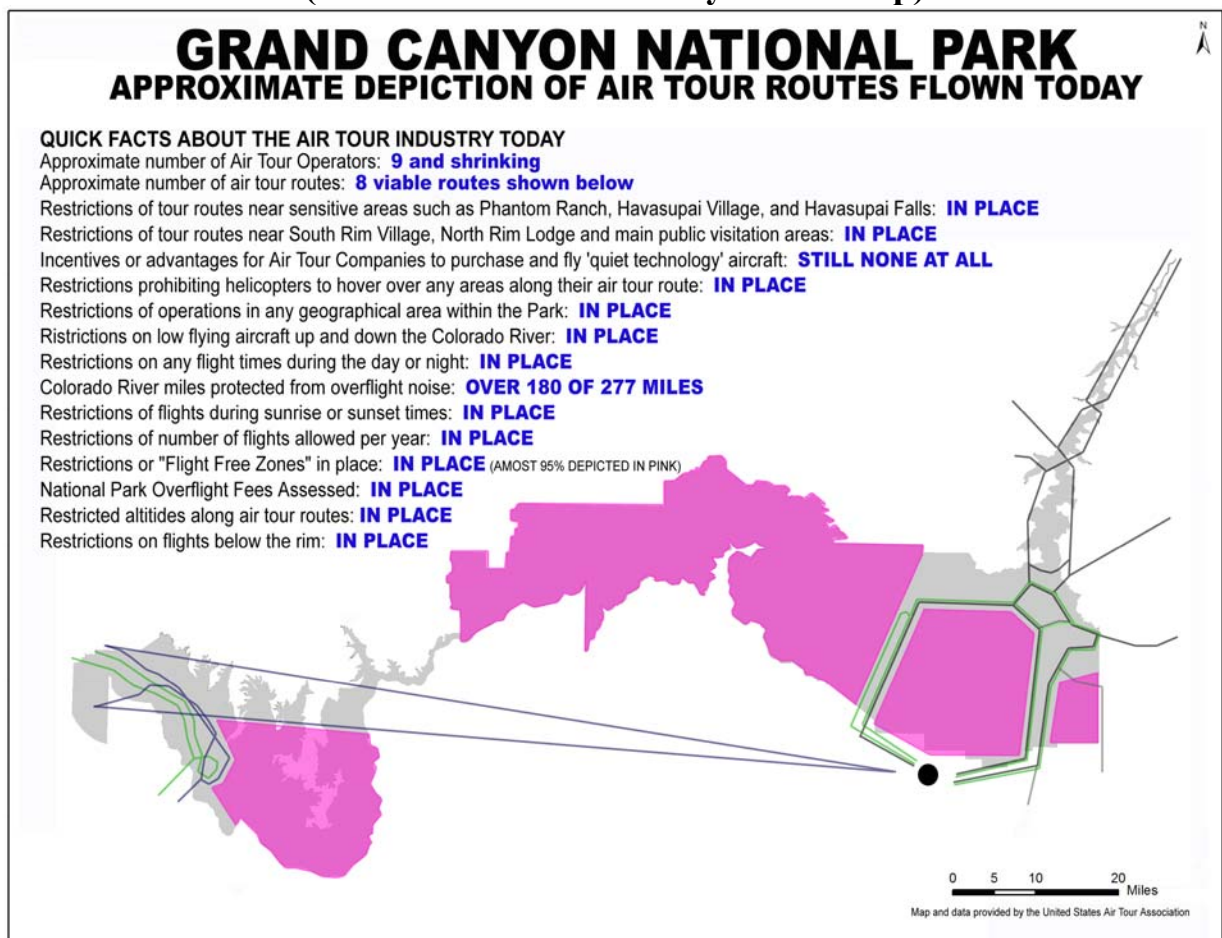 GRAND CANYON NATIONAL PARK
APPROXIMATE DEPICTION OF AIR TOUR ROUTES FLOWN TODAY
N
QUICK FACTS ABOUT THE AIR TOUR INDUSTRY TODAY
Approximate number of Air Tour Operators: 9 and shrinking
Approximate number of air tour routes: 8 viable routes shown below
Restrictions of tour routes near sensitive areas such as Phantom Ranch, Havasupai Village, and Havasupai Falls: IN PLACE
Restrictions of tour routes near South Rim Village, North Rim Lodge and main public visitation areas: IN PLACE
Incentives or advantages for Air Tour Companies to purchase and fly 'quiet technology' aircraft: STILL NONE AT ALL
Restrictions prohibiting helicopters to hover over any areas along their air tour route: IN PLACE
Restrictions of operations in any geographical area within the Park: IN PLACE
Ristrictions on low flying aircraft up and down the Colorado River: IN PLACE
Restrictions on any flight times during the day or night: IN PLACE
Colorado River miles protected from overflight noise: OVER 180 OF 277 MILES
Restrictions of flights during sunrise or sunset times: IN PLACE
Restrictions of number of flights allowed per year: IN PLACE
Restrictions or "Flight Free Zones" in place: IN PLACE (AMOST 95% DEPICTED IN PINK)
National Park Overflight Fees Assessed: IN PLACE
Restricted altitides along air tour routes: IN PLACE
Restrictions on flights below the rim: IN PLACE
0 5 10 20
Miles
Map and data provided by the United States Air Tour Association